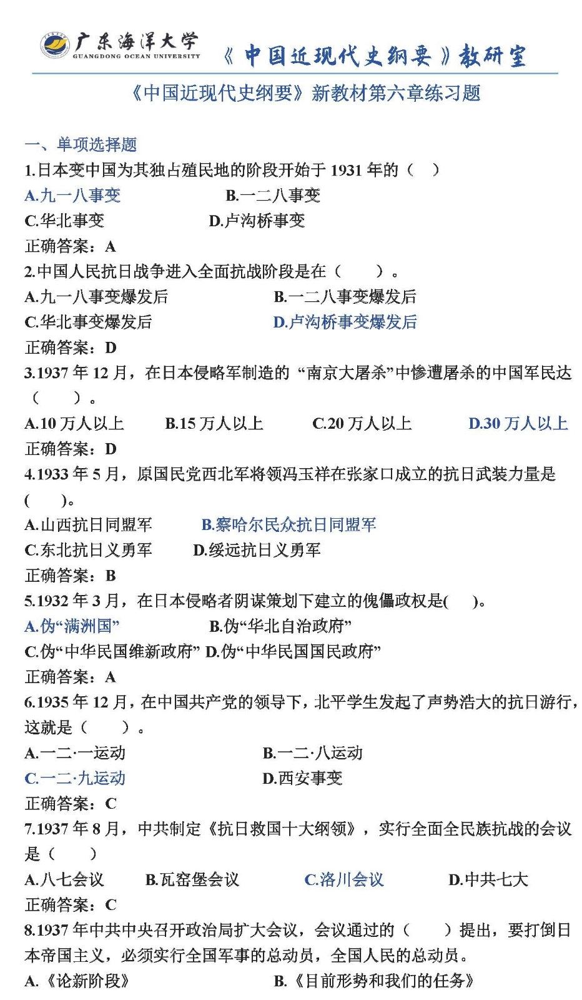 广东海洋大学
GUANGDONG OCEAN UNIVERSITY
《中国近现代史纲要》教研室
《中国近现代史纲要》新教材第六章练习题
一、单项选择题
1.日本变中国为其独占殖民地的阶段开始于 1931 年的（ ）
A.九一八事变 B.一二八事变
C.华北事变 D.卢沟桥事变
正确答案：A
2.中国人民抗日战争进入全面抗战阶段是在（ ）。
A.九一八事变爆发后 B.一二八事变爆发后
C.华北事变爆发后 D.卢沟桥事变爆发后
正确答案：D
3.1937 年 12 月，在日本侵略军制造的 “南京大屠杀”中惨遭屠杀的中国军民达
（ ）。
A.10 万人以上 B.15 万人以上 C.20 万人以上 D.30 万人以上
正确答案：D
4.1933 年 5 月，原国民党西北军将领冯玉祥在张家口成立的抗日武装力量是
( )。
A.山西抗日同盟军 B.察哈尔民众抗日同盟军
C.东北抗日义勇军 D.绥远抗日义勇军
正确答案：B
5.1932 年 3 月，在日本侵略者阴谋策划下建立的傀儡政权是( )。
A.伪“满洲国” B.伪“华北自治政府”
C.伪“中华民国维新政府” D.伪“中华民国国民政府”
正确答案：A
6.1935 年 12 月，在中国共产党的领导下，北平学生发起了声势浩大的抗日游行，
这就是（ ）。
A.一二·一运动 B.一二·八运动
C.一二·九运动 D.西安事变
正确答案：C
7.1937 年 8 月，中共制定《抗日救国十大纲领》，实行全面全民族抗战的会议
是（ ）
A.八七会议 B.瓦窑堡会议 C.洛川会议 D.中共七大
正确答案：C
8.1937 年中共中央召开政治局扩大会议，会议通过的（ ）提出，要打倒日
本帝国主义，必须实行全国军事的总动员，全国人民的总动员。
A.《论新阶段》 B.《目前形势和我们的任务》